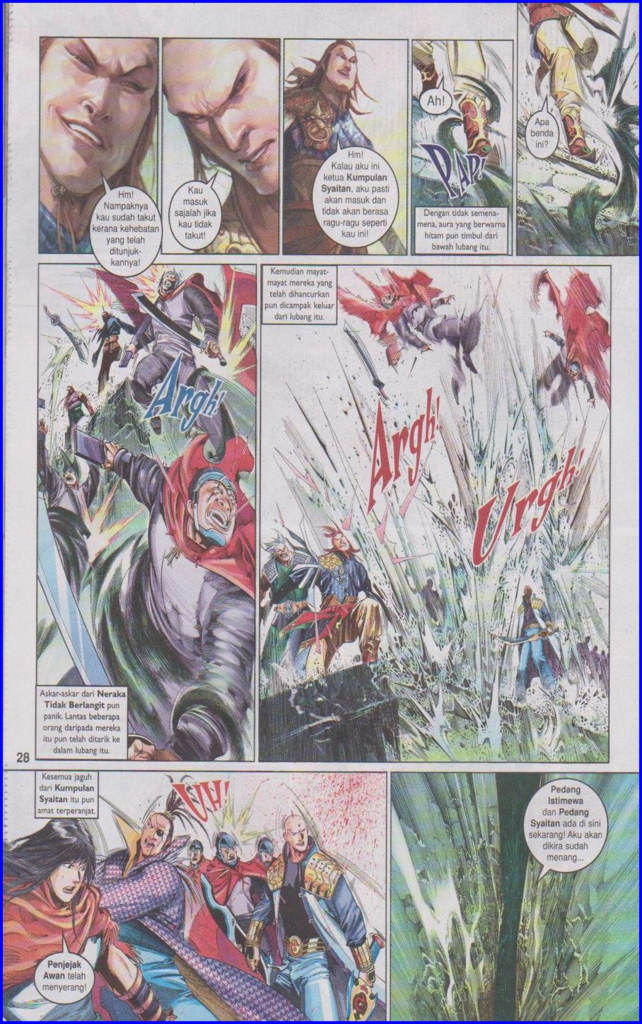 Hm!
Nampaknya
kau sudah takut
kerana kehebatan
yang telah
ditunjuk-
kannya!
Kau
masuk
sajalah jika
kau tidak
takut!
Hm!
Kalau aku ini
ketua Kumpulan
Syaitan, aku pasti
akan masuk dan
tidak akan berasa
ragu-ragu seperti
kau ini!
Ah!
PAP!
Dengan tidak semena-
mena, aura yang berwarna
hitam pun timbul dari
bawah lubang itu.
Apa
benda
ini?
Argh!
Askar-askar dari Neraka
Tidak Berlangit pun
panik. Lantas beberapa
orang daripada mereka
itu pun telah ditarik ke
dalam lubang itu.
Kemudian mayat-
mayat mereka yang
telah dihancurkan
pun dicampak keluar
dari lubang itu.
Argh!
Urgh!
28
Kesemua jaguh
dari Kumpulan
Syaitan itu pun
amat terperanjat.
UH!
Penjejak
Awan telah
menyerang!
Pedang
Istimewa
dan Pedang
Syaitan ada di sini
sekarang! Aku akan
dikira sudah
menang...